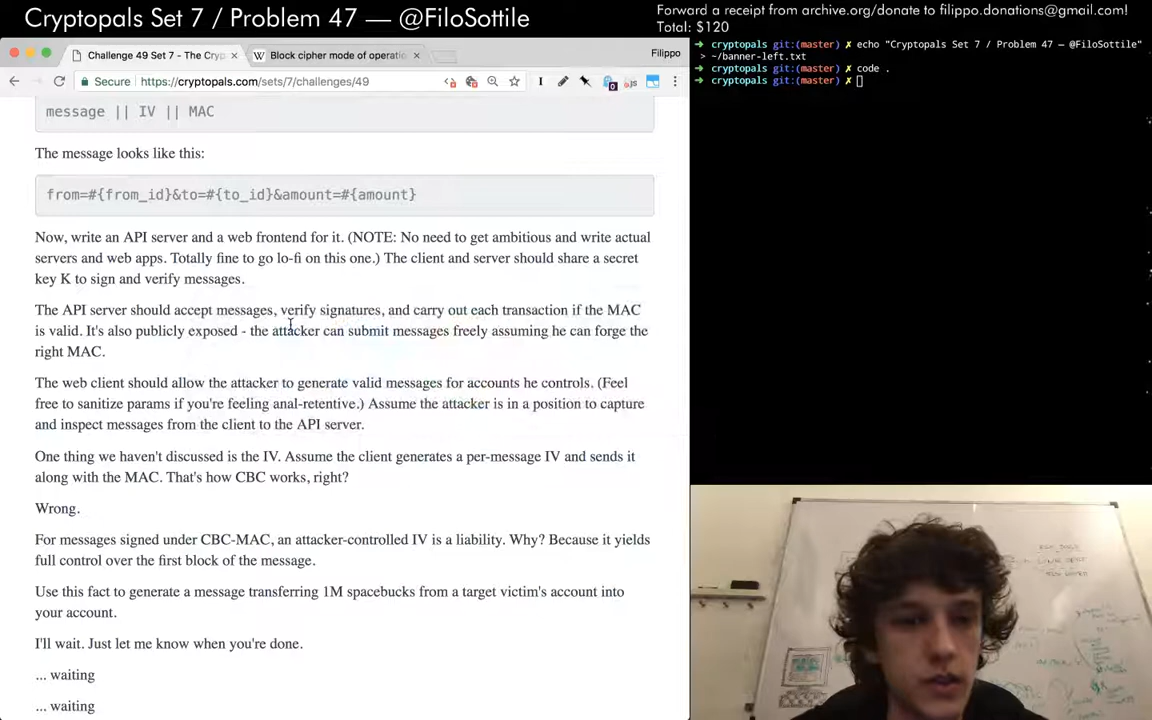 Cryptopals Set 7 / Problem 47 — @FiloSottile
Forward a receipt from archive.org/donate to filippo.donations@gmail.com!
Total: $120
Challenge 49 Set 7 - The Cryp
Block cipher mode of operatio
Filippo
Secure
https://cryptopals.com/sets/7/challenges/49
message || IV || MAC
The message looks like this:
from=#{from_id}&to=#{to_id}&amount=#{amount}
Now, write an API server and a web frontend for it. (NOTE: No need to get ambitious and write actual
servers and web apps. Totally fine to go lo-fi on this one.) The client and server should share a secret
key K to sign and verify messages.
The API server should accept messages, verify signatures, and carry out each transaction if the MAC
is valid. It's also publicly exposed - the attacker can submit messages freely assuming he can forge the
right MAC.
The web client should allow the attacker to generate valid messages for accounts he controls. (Feel
free to sanitize params if you're feeling anal-retentive.) Assume the attacker is in a position to capture
and inspect messages from the client to the API server.
One thing we haven't discussed is the IV. Assume the client generates a per-message IV and sends it
along with the MAC. That's how CBC works, right?
Wrong.
For messages signed under CBC-MAC, an attacker-controlled IV is a liability. Why? Because it yields
full control over the first block of the message.
Use this fact to generate a message transferring 1M spacebucks from a target victim's account into
your account.
I'll wait. Just let me know when you're done.
... waiting
... waiting
➜ cryptopals git:(master) ✗ echo "Cryptopals Set 7 / Problem 47 — @FiloSottile"
> ~/banner-left.txt
➜ cryptopals git:(master) ✗ code .
➜ cryptopals git:(master) ✗